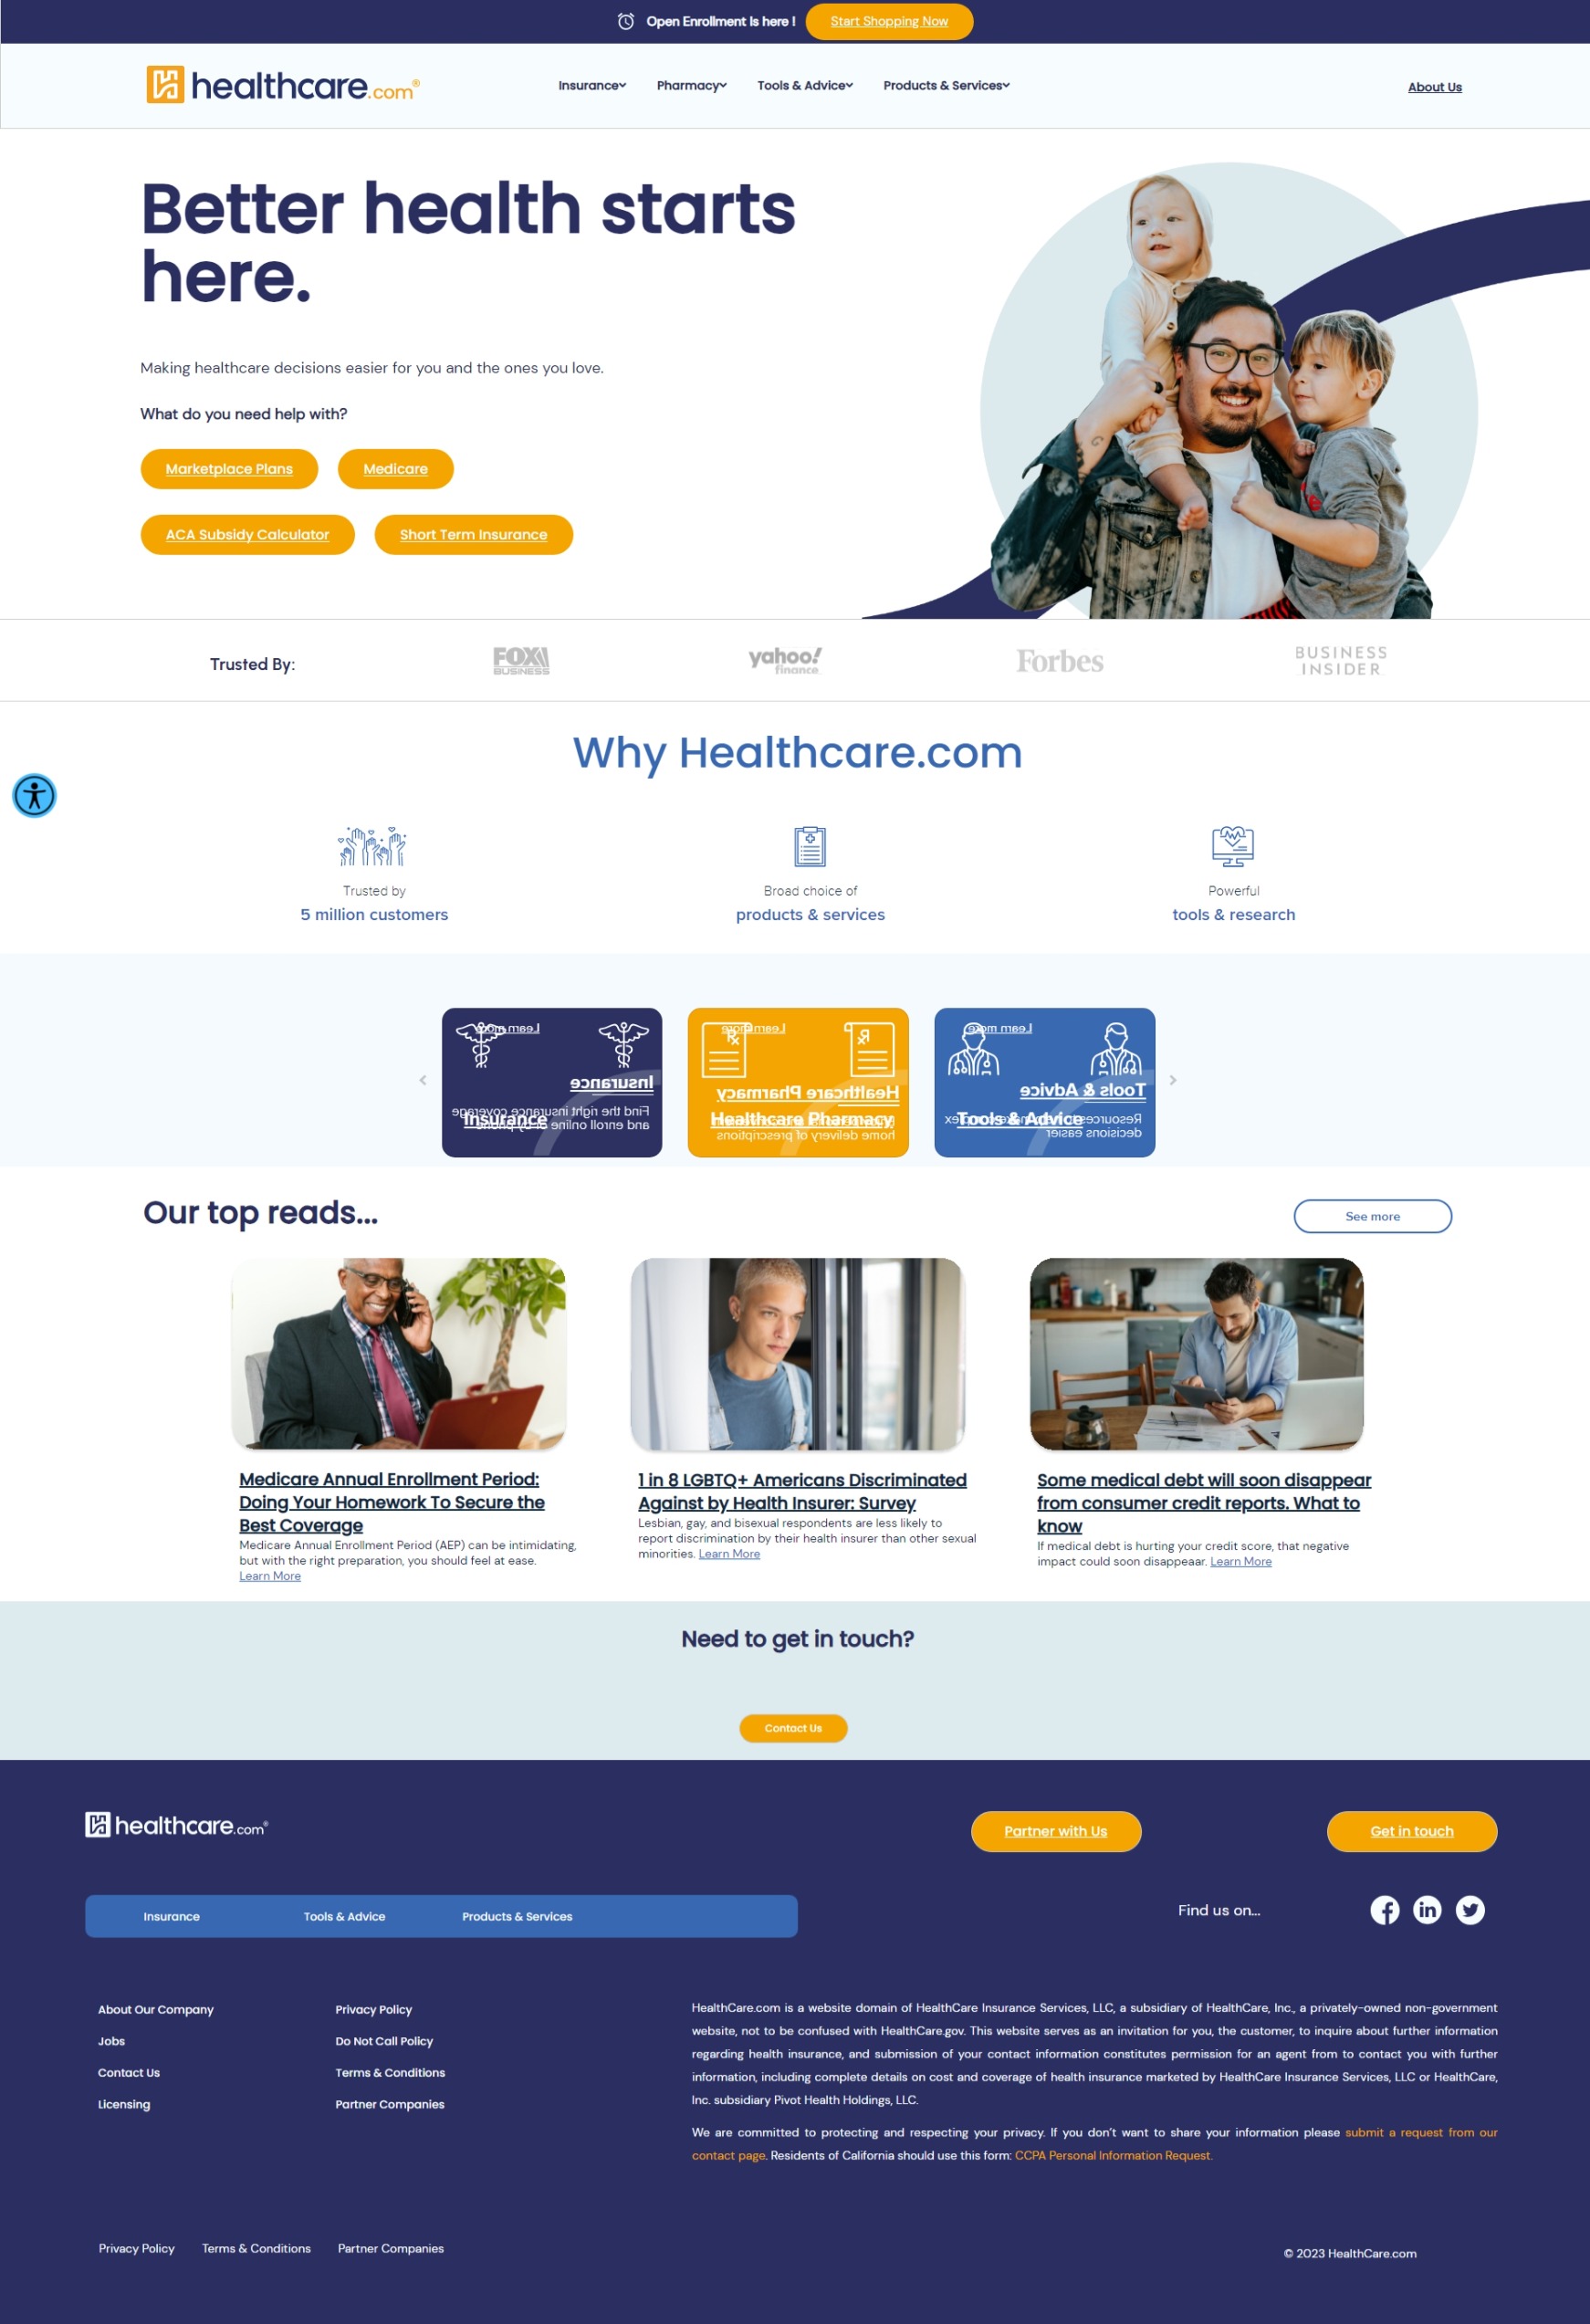 Open Enrollment Is here !
Start Shopping Now
healthcare.com®
Insurance
Pharmacy
Tools & Advice
Products & Services
About Us
Better health starts
here.
Making healthcare decisions easier for you and the ones you love.
What do you need help with?
Marketplace Plans
Medicare
ACA Subsidy Calculator
Short Term Insurance
Trusted By:
FOX
BUSINESS
yahoo!
finance
Forbes
BUSINESS
INSIDER
Why Healthcare.com
Trusted by
5 million customers
Broad choice of
products & services
Powerful
tools & research
Learn more
Insurance
Find the right insurance coverage
and enroll online or by phone
Insurance
Learn more
Healthcare Pharmacy
Healthcare Pharmacy
home delivery of prescriptions
Learn more
Tools & Advice
Tools & Advice
Resources
decisions easier
Our top reads...
See more
Medicare Annual Enrollment Period:
Doing Your Homework To Secure the
Best Coverage
Medicare Annual Enrollment Period (AEP) can be intimidating,
but with the right preparation, you should feel at ease.
Learn More
1 in 8 LGBTQ+ Americans Discriminated
Against by Health Insurer: Survey
Lesbian, gay, and bisexual respondents are less likely to
report discrimination by their health insurer than other sexual
minorities. Learn More
Some medical debt will soon disappear
from consumer credit reports. What to
know
If medical debt is hurting your credit score, that negative
impact could soon disappeaar. Learn More
Need to get in touch?
Contact Us
healthcare.com®
Partner with Us
Get in touch
Insurance
Tools & Advice
Products & Services
Find us on...
About Our Company
Jobs
Contact Us
Licensing
Privacy Policy
Do Not Call Policy
Terms & Conditions
Partner Companies
HealthCare.com is a website domain of HealthCare Insurance Services, LLC, a subsidiary of HealthCare, Inc., a privately-owned non-government
website, not to be confused with HealthCare.gov. This website serves as an invitation for you, the customer, to inquire about further information
regarding health insurance, and submission of your contact information constitutes permission for an agent from to contact you with further
information, including complete details on cost and coverage of health insurance marketed by HealthCare Insurance Services, LLC or HealthCare,
Inc. subsidiary Pivot Health Holdings, LLC.
We are committed to protecting and respecting your privacy. If you don't want to share your information please submit a request from our
contact page. Residents of California should use this form: CCPA Personal Information Request.
Privacy Policy
Terms & Conditions
Partner Companies
© 2023 HealthCare.com